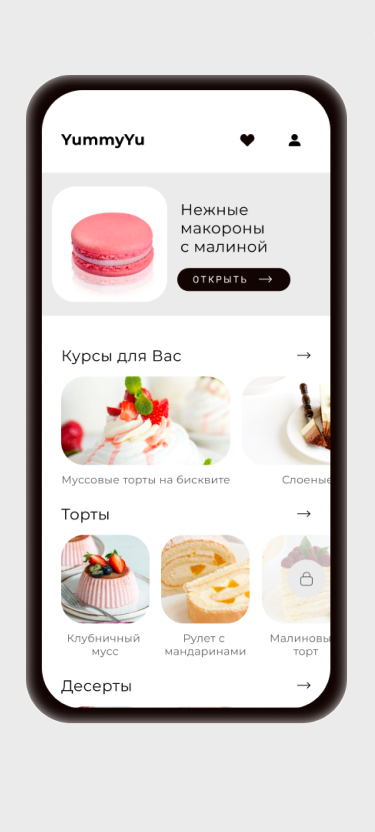 YummyYu
Нежные
макороны
с малиной
ОТКРЫТЬ
Курсы для Вас
Муссовые торты на бисквите
Слоеные
Торты
Клубничный
мусс
Рулет с
мандаринами
Малиновы
торт
Десерты